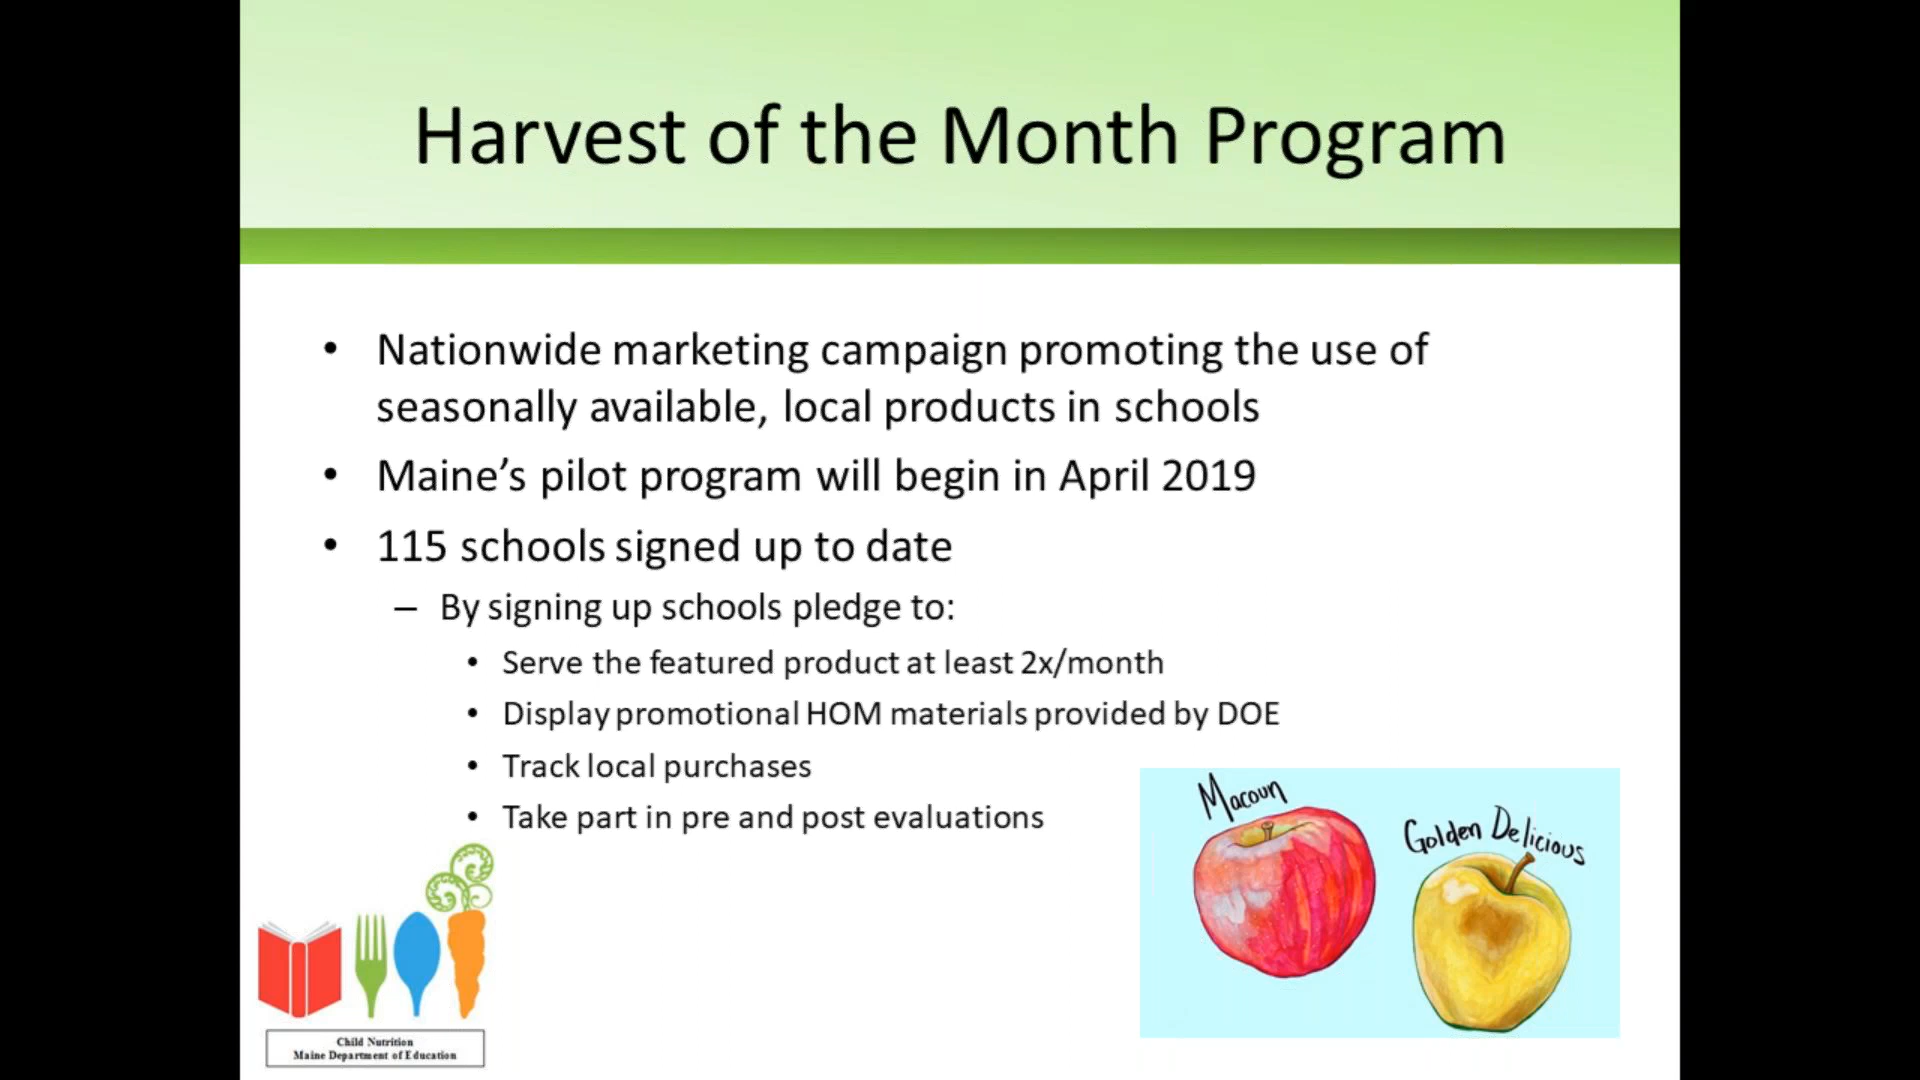 Harvest of the Month Program
• Nationwide marketing campaign promoting the use of
seasonally available, local products in schools
• Maine’s pilot program will begin in April 2019
• 115 schools signed up to date
– By signing up schools pledge to:
• Serve the featured product at least 2x/month
• Display promotional HOM materials provided by DOE
• Track local purchases
• Take part in pre and post evaluations
Macoun
Golden Delicious
Child Nutrition
Maine Department of Education